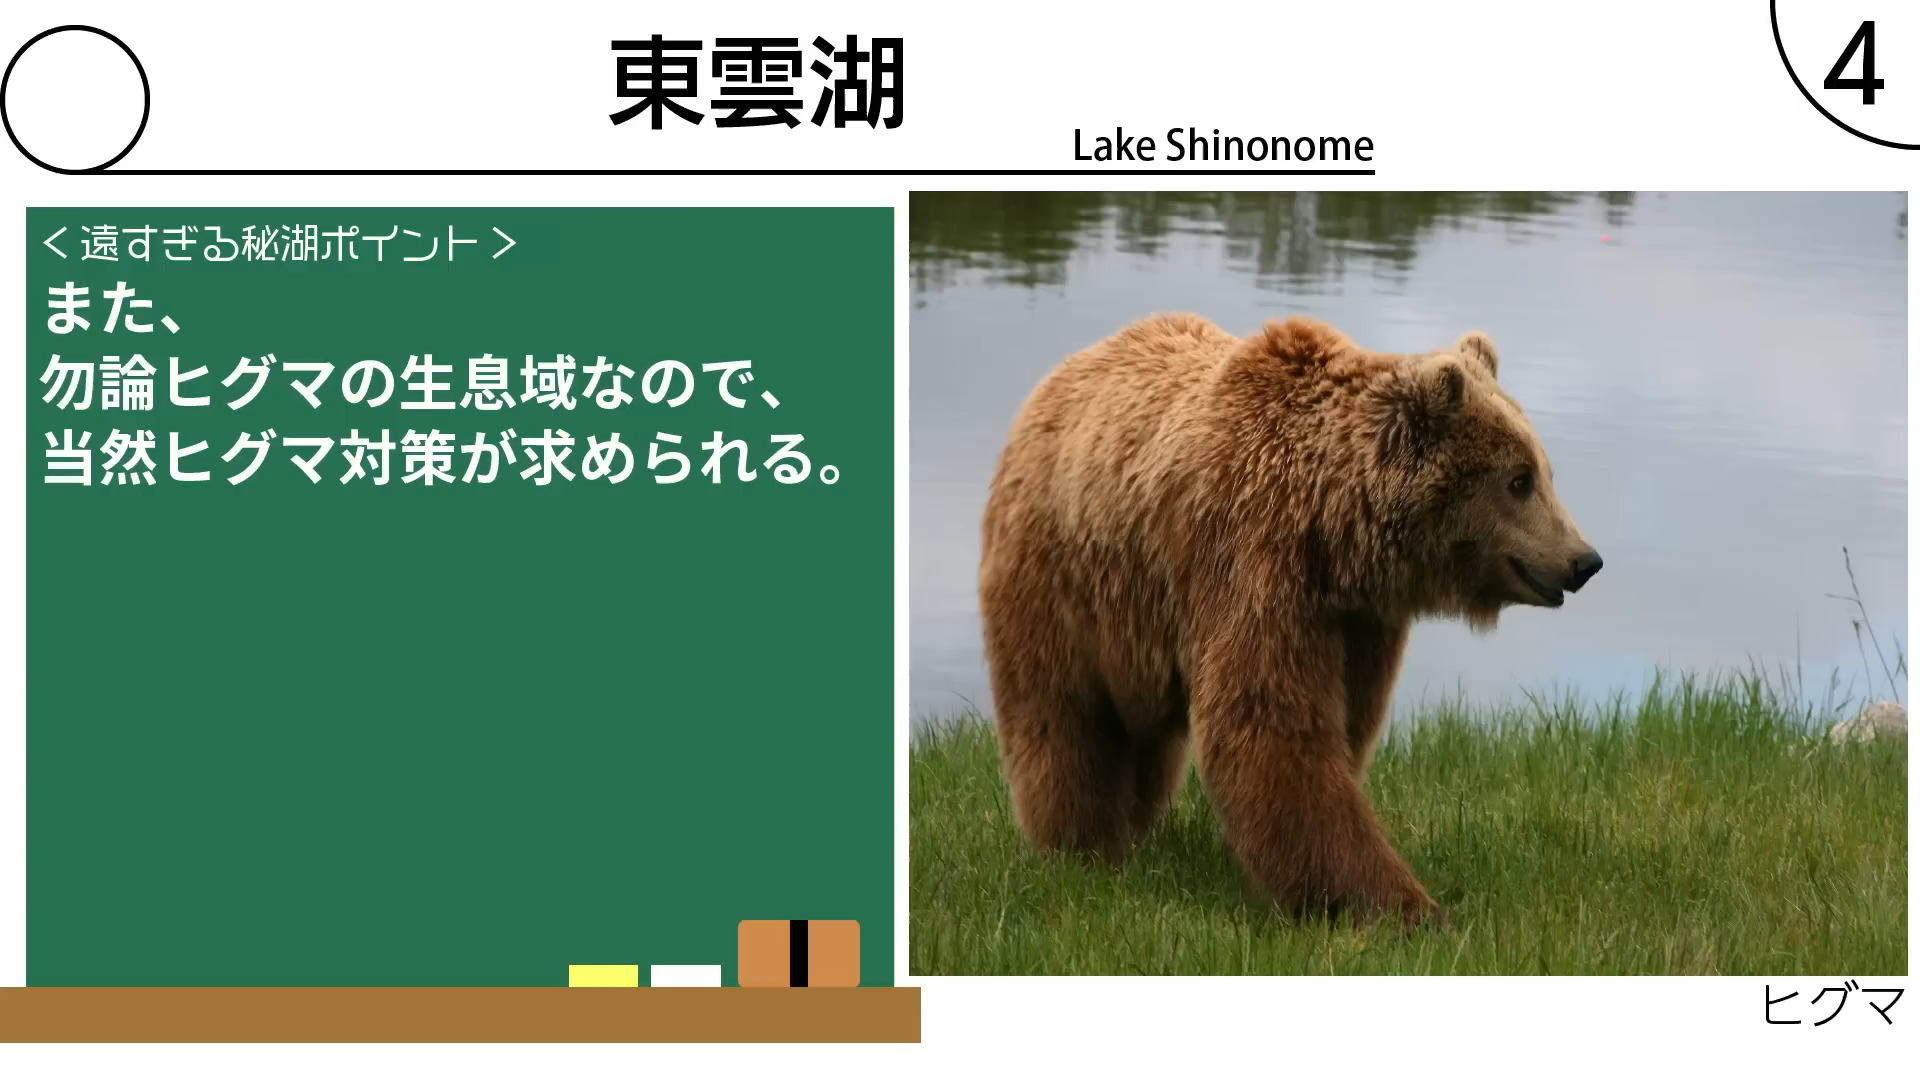 東雲湖
Lake Shinonome
4
＜遠すぎる秘湖ポイント＞
また、
勿論ヒグマの生息域なので、
当然ヒグマ対策が求められる。
ヒグマ